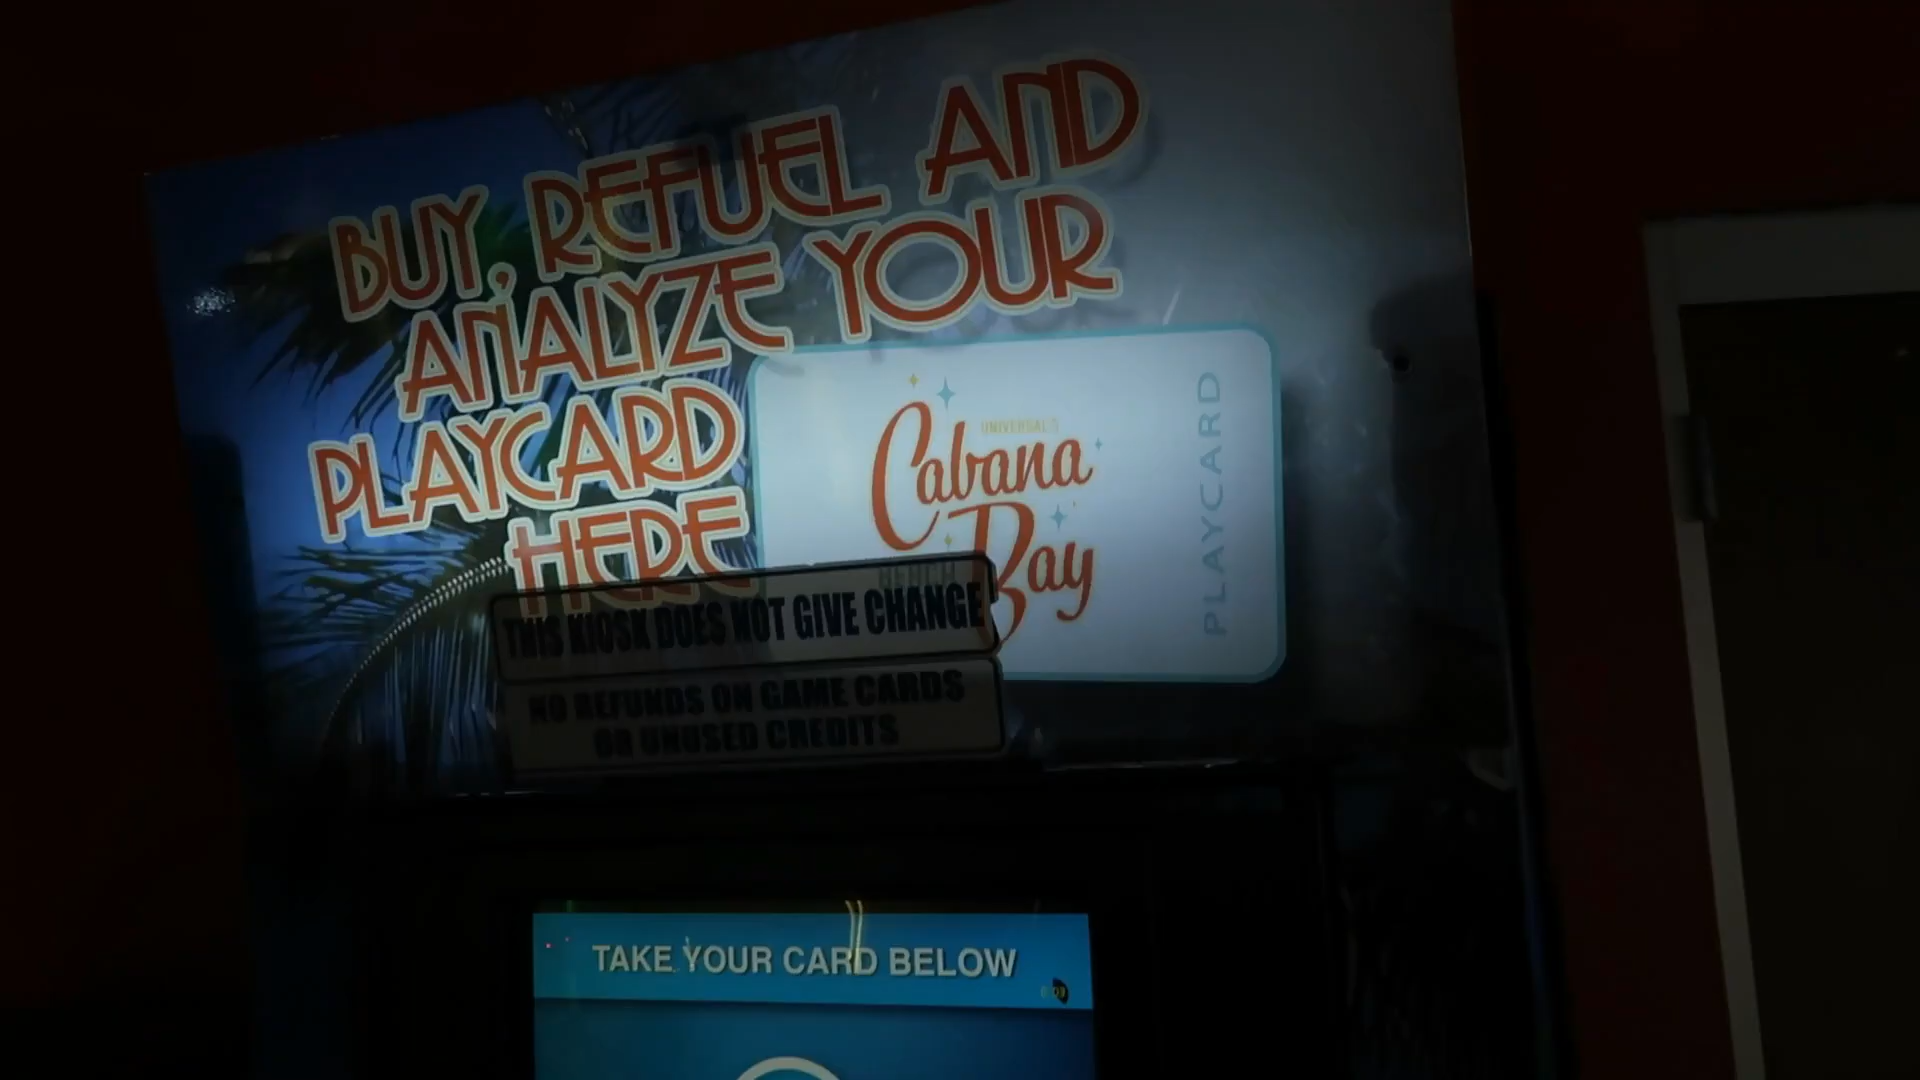 BUY, REFUEL AND
ANALYZE YOUR
PLAYCARD
HERE
UNIVERSAL'S
Cabana
Bay
BEACH
PLAYCARD
THIS KIOSK DOES NOT GIVE CHANGE
NO REFUNDS ON GAME CARDS
OR UNUSED CREDITS
TAKE YOUR CARD BELOW